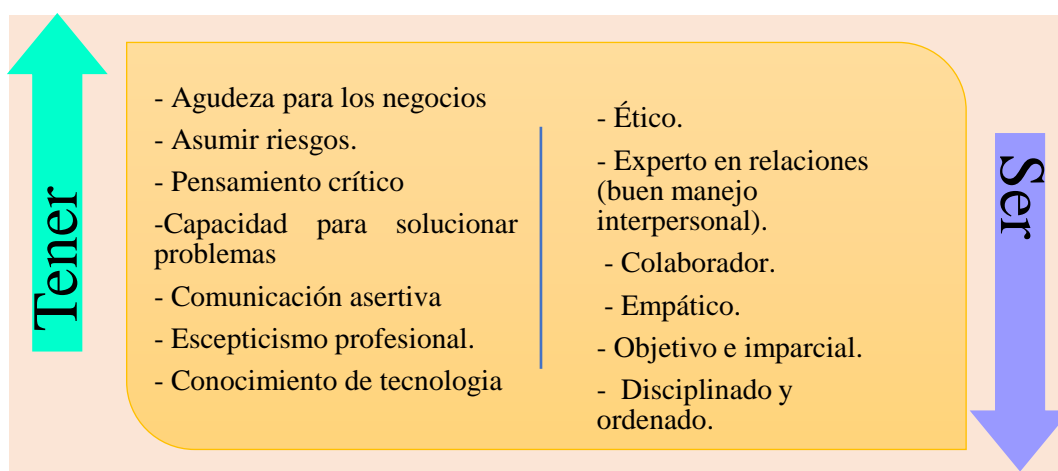 Tener
- Agudeza para los negocios
- Asumir riesgos.
- Pensamiento crítico
-Capacidad para solucionar
problemas
- Comunicación asertiva
- Escepticismo profesional.
- Conocimiento de tecnologia
- Ético.
- Experto en relaciones
(buen manejo
interpersonal).
- Colaborador.
- Empático.
- Objetivo e imparcial.
- Disciplinado y
ordenado.
Ser